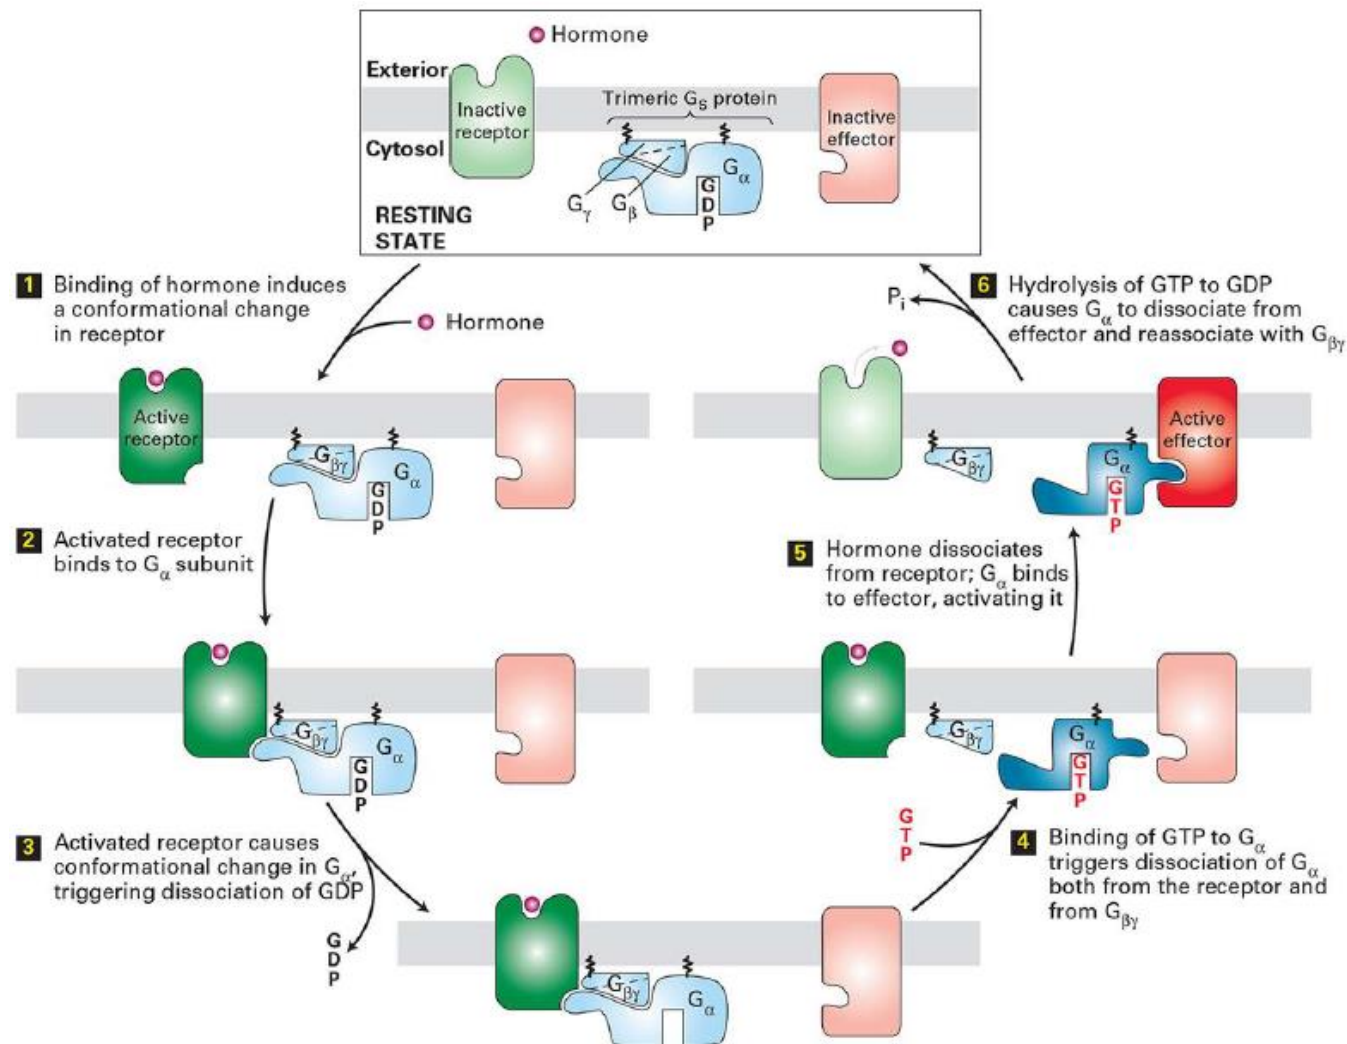 Hormone
Exterior
Inactive
receptor
Cytosol
Trimeric Gs protein
Inactive
effector
Gα
G
D
P
Gγ Gβ
RESTING
STATE
1 Binding of hormone induces
a conformational change
in receptor
Hormone
Active
receptor
Gβγ
Gα
G
D
P
2 Activated receptor
binds to Gα subunit
Gβγ
Gα
G
D
P
3 Activated receptor causes
conformational change in Gα,
triggering dissociation of GDP
G
D
P
Gβγ
Gα
G
T
P
4 Binding of GTP to Gα
triggers dissociation of Gα
both from the receptor and
from Gβγ
Gβγ
Gα
G
T
P
5 Hormone dissociates
from receptor; Gα binds
to effector, activating it
Gβγ
Gα
G
T
P
Active
effector
6 Hydrolysis of GTP to GDP
causes Gα to dissociate from
effector and reassociate with Gβγ
Pi